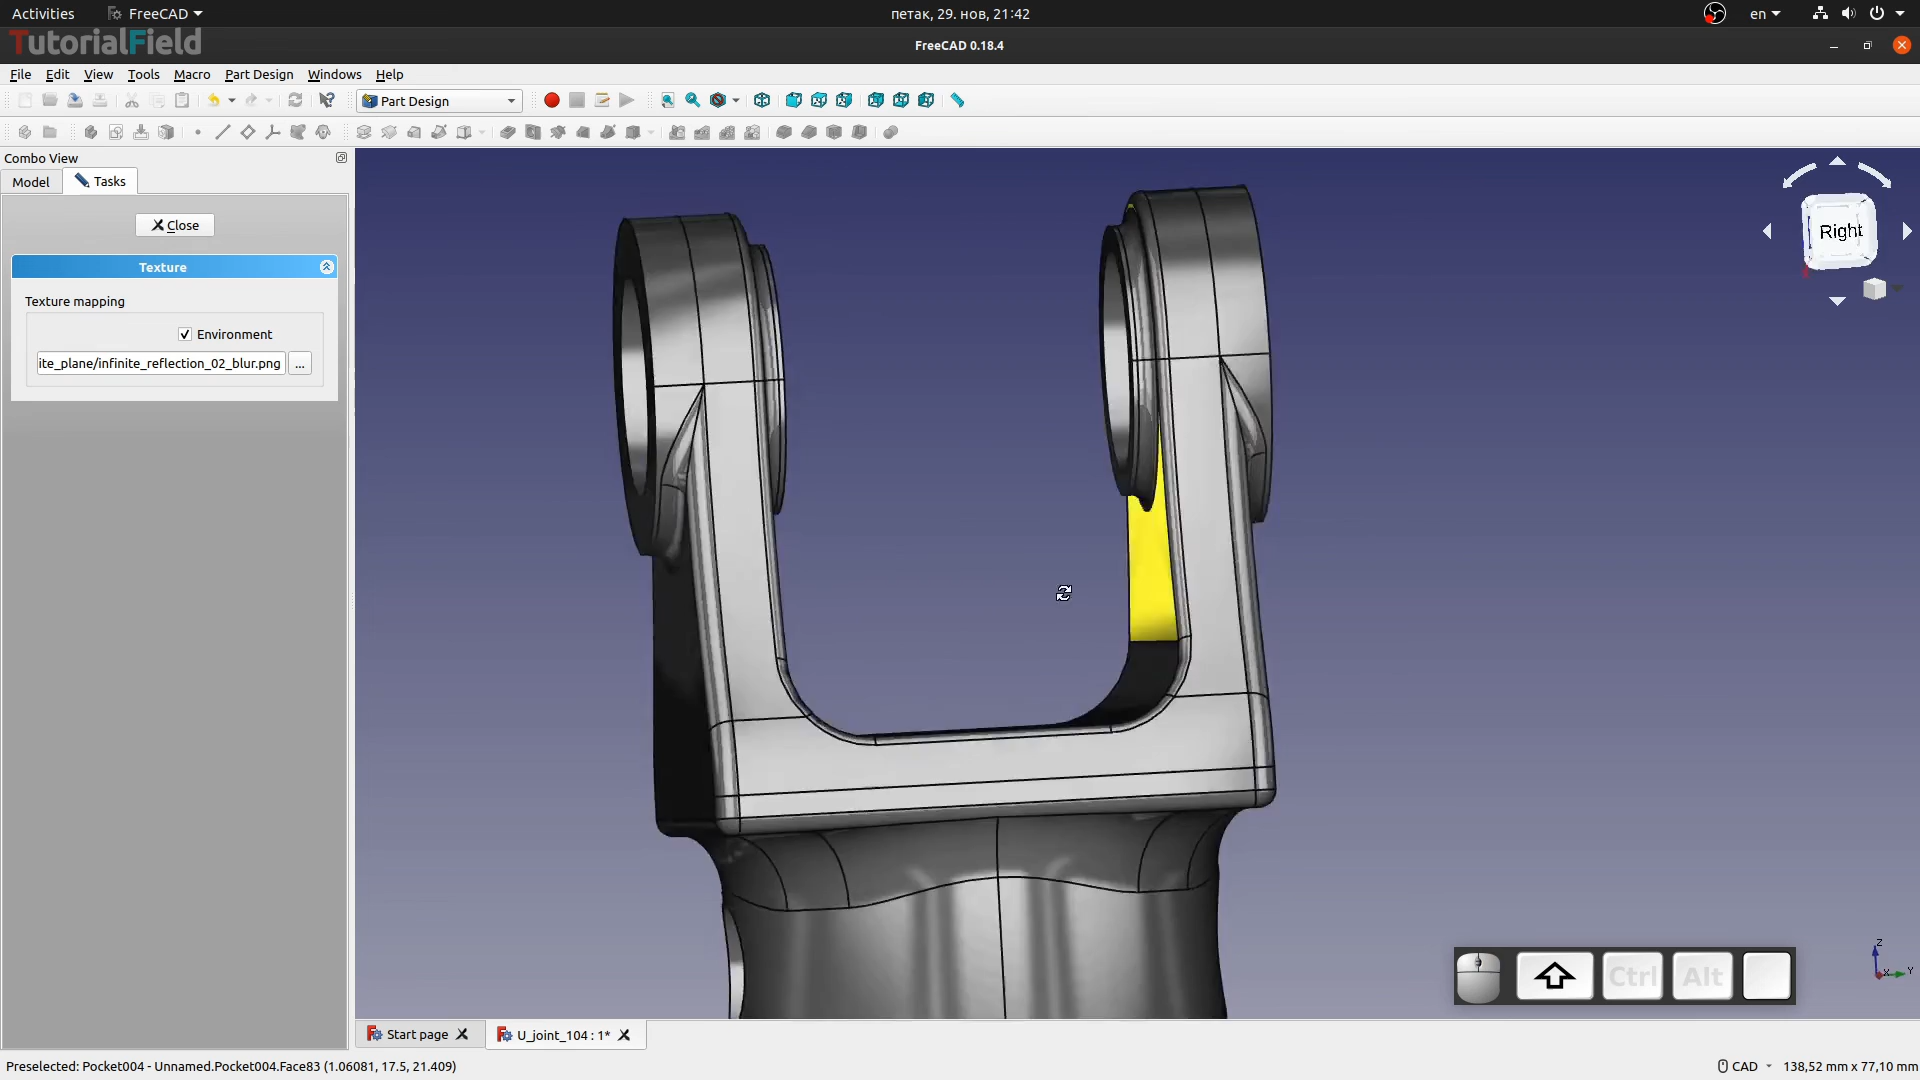 Activities
FreeCAD
петак, 29. нов, 21:42
en
TutorialField
FreeCAD 0.18.4
File
Edit
View
Tools
Macro
Part Design
Windows
Help
Part Design
Combo View
Model
Tasks
Close
Texture
Texture mapping
Environment
ite_plane/infinite_reflection_02_blur.png
...
Right
Z
X
Y
Ctrl
Alt
Start page
U_joint_104 : 1*
Preselected: Pocket004 - Unnamed.Pocket004.Face83 (1.06081, 17.5, 21.409)
CAD
138,52 mm x 77,10 mm